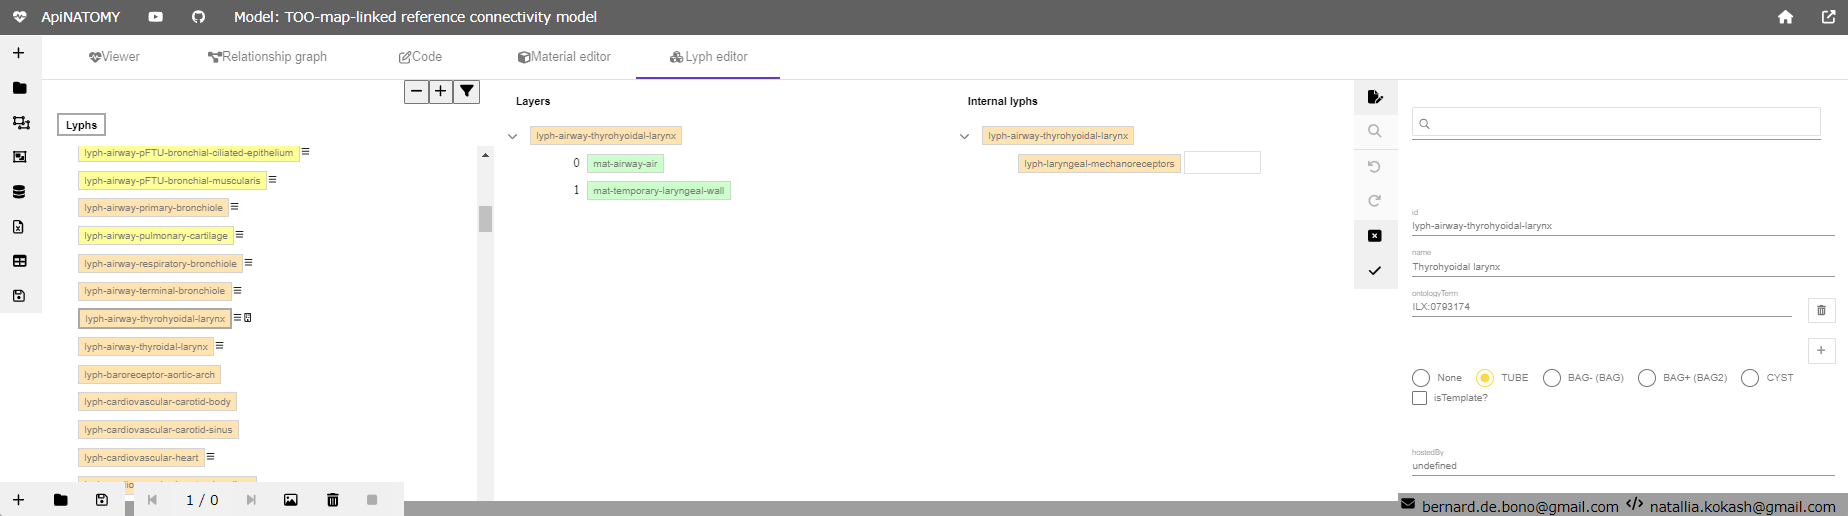 ApiNATOMY
Model: TOO-map-linked reference connectivity model
Viewer
Relationship graph
Code
Material editor
Lyph editor
Lyphs
lyph-airway-pFTU-bronchial-ciliated-epithelium
lyph-airway-pFTU-bronchial-muscularis
lyph-airway-primary-bronchiole
lyph-airway-pulmonary-cartilage
lyph-airway-respiratory-bronchiole
lyph-airway-terminal-bronchiole
lyph-airway-thyrohyoidal-larynx
lyph-airway-thyroidal-larynx
lyph-baroreceptor-aortic-arch
lyph-cardiovascular-carotid-body
lyph-cardiovascular-carotid-sinus
lyph-cardiovascular-heart
1 / 0
Layers
lyph-airway-thyrohyoidal-larynx
0 mat-airway-air
1 mat-temporary-laryngeal-wall
Internal lyphs
lyph-airway-thyrohyoidal-larynx
lyph-laryngeal-mechanoreceptors
id
lyph-airway-thyrohyoidal-larynx
name
Thyrohyoidal larynx
ontologyTerm
ILX:0793174
None TUBE BAG- (BAG) BAG+ (BAG2) CYST
isTemplate?
hostedBy
undefined
bernard.de.bono@gmail.com natallia.kokash@gmail.com